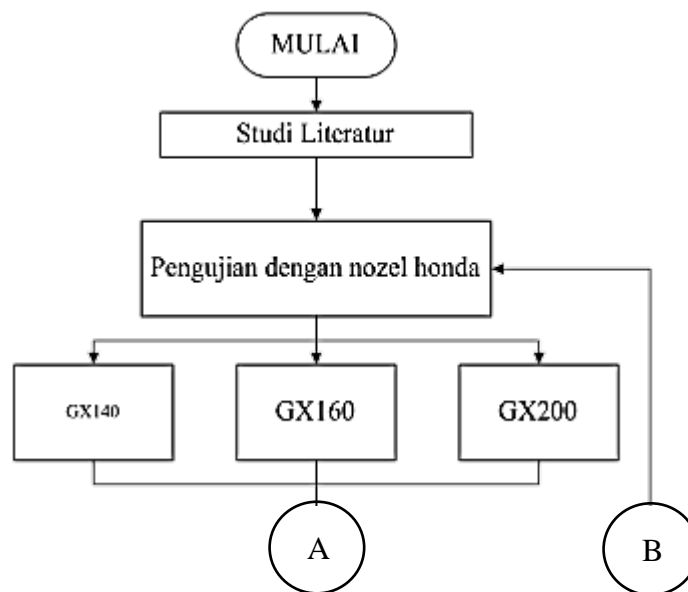 MULAI
Studi Literatur
Pengujian dengan nozel honda
GX140
GX160
GX200
A
B